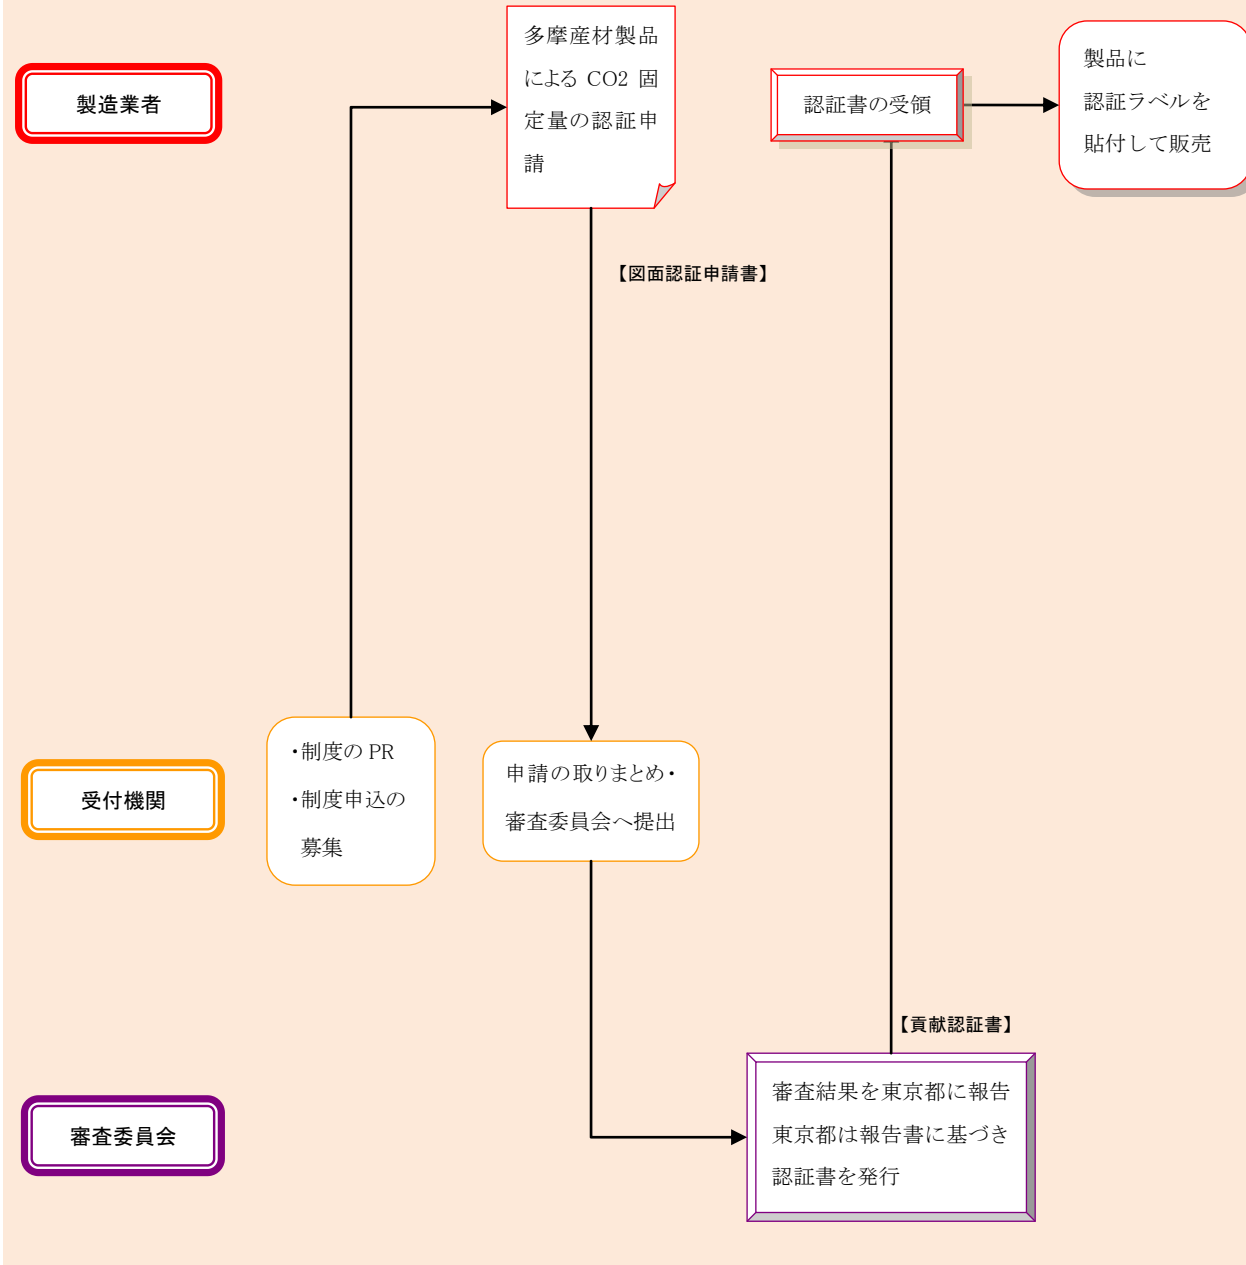 製造業者
多摩産材製品
による CO2 固
定量の認証申
請
認証書の受領
製品に
認証ラベルを
貼付して販売
【図面認証申請書】
受付機関
・制度の PR
・制度申込の
募集
申請の取りまとめ・
審査委員会へ提出
【貢献認証書】
審査委員会
審査結果を東京都に報告
東京都は報告書に基づき
認証書を発行